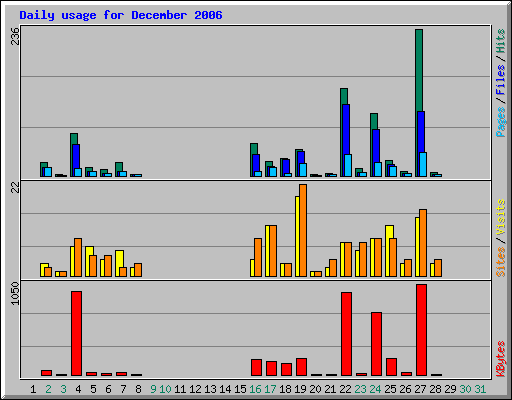 Daily usage for December 2006
236
22
1050
Pages / Files / Hits
Sites / Visits
KBytes
1 2 3 4 5 6 7 8 9 10 11 12 13 14 15 16 17 18 19 20 21 22 23 24 25 26 27 28 29 30 31